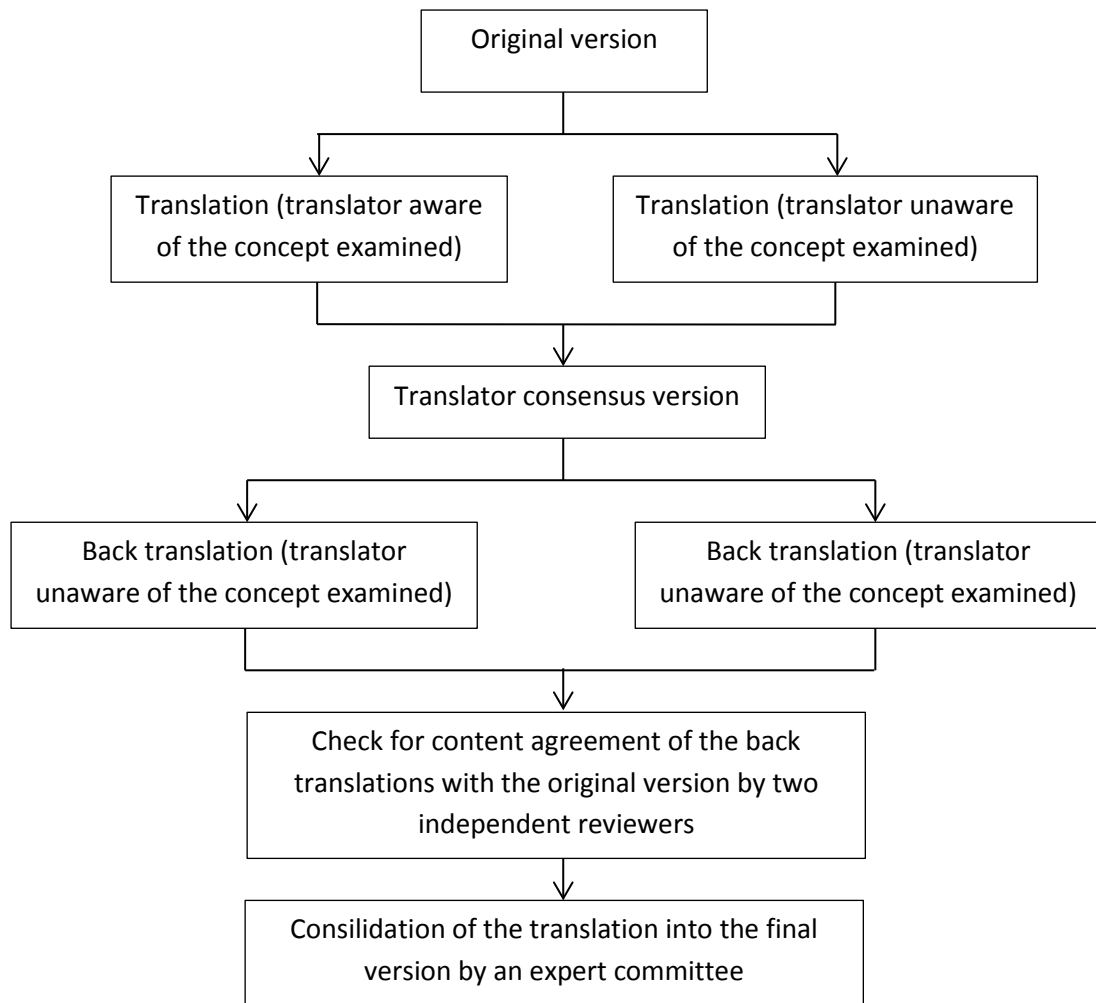 Original version
Translation (translator aware
of the concept examined)
Translation (translator unaware
of the concept examined)
Translator consensus version
Back translation (translator
unaware of the concept examined)
Back translation (translator
unaware of the concept examined)
Check for content agreement of the back
translations with the original version by two
independent reviewers
Consilidation of the translation into the final
version by an expert committee